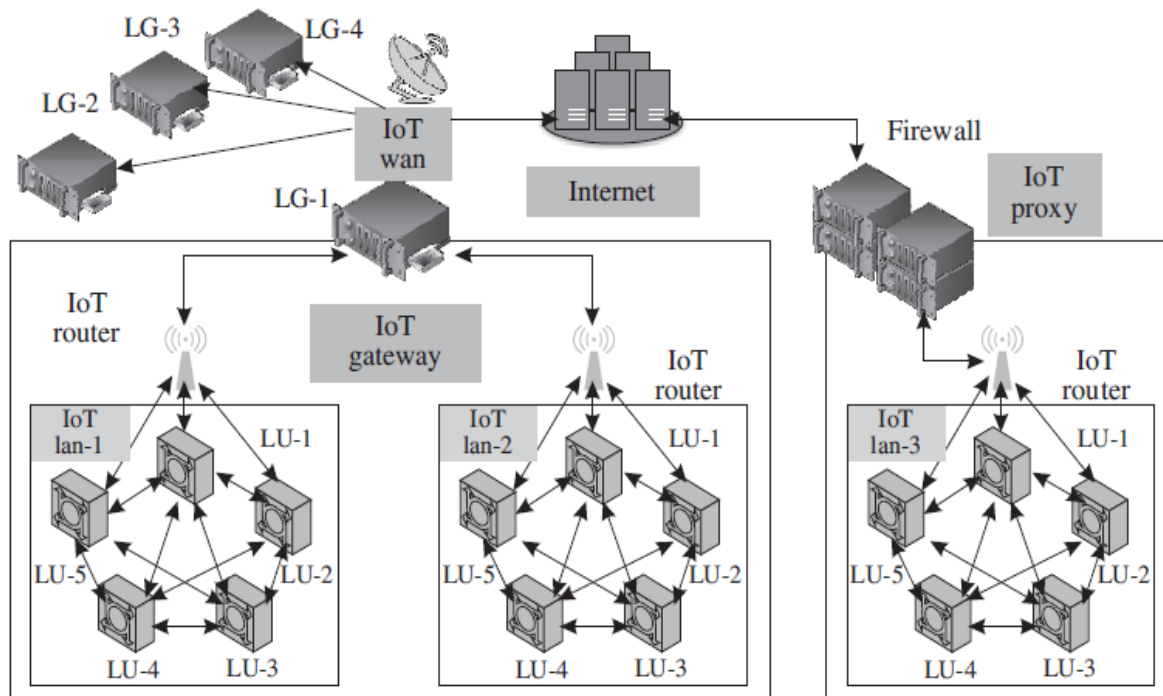 LG-3
LG-4
LG-2
IoT
wan
Firewall
Internet
IoT
proxy
LG-1
IoT
router
IoT
gateway
IoT
router
IoT
router
IoT
lan-1
LU-1
LU-2
LU-5
LU-4
LU-3
IoT
lan-2
LU-1
LU-2
LU-5
LU-4
LU-3
IoT
lan-3
LU-1
LU-2
LU-5
LU-4
LU-3